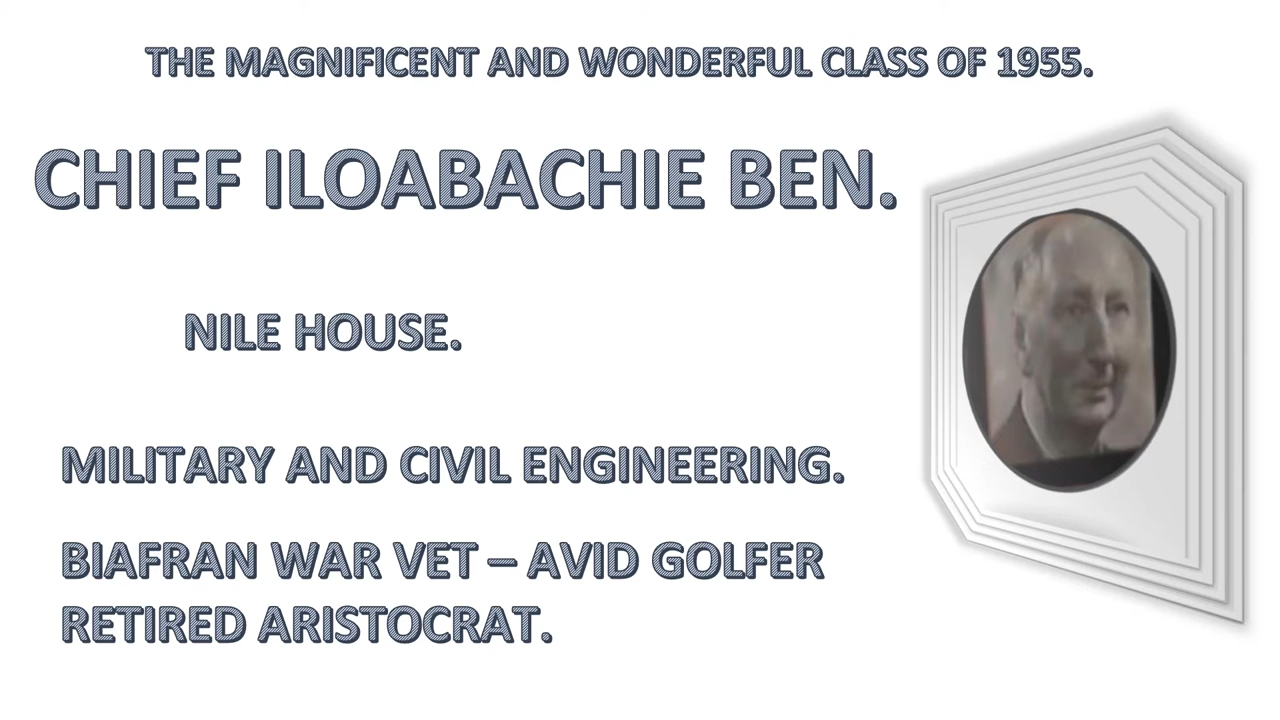 THE MAGNIFICENT AND WONDERFUL CLASS OF 1955.
CHIEF ILOABACHIE BEN.
NILE HOUSE.
MILITARY AND CIVIL ENGINEERING.
BIAFRAN WAR VET – AVID GOLFER
RETIRED ARISTOCRAT.